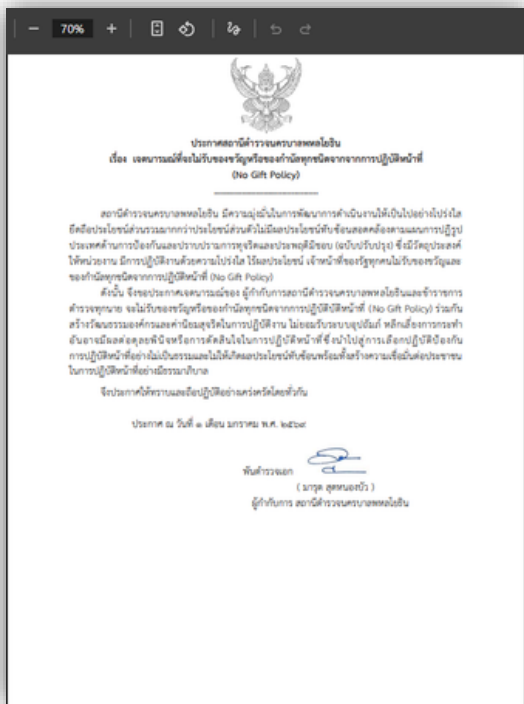 70%
ประกาศสถานีตำรวจนครบาลพหลโยธิน
เรื่อง เจตนารมณ์ที่จะไม่รับของขวัญหรือของกำนัลทุกชนิดจากจากการปฏิบัติหน้าที่
(No Gift Policy)
สถานีตำรวจนครบาลพหลโยธิน มีความมุ่งมั่นในการพัฒนาการดำเนินงานให้เป็นไปอย่างโปร่งใส
ยึดถือประโยชน์ส่วนรวมมากกว่าประโยชน์ส่วนตัวไม่มีผลประโยชน์ทับซ้อนสอดคล้องตามแผนการปฏิรูป
ประเทศด้านการป้องกันและปราบปรามการทุจริตและประพฤติมิชอบ (ฉบับปรับปรุง) ซึ่งมีวัตถุประสงค์
ให้หน่วยงาน มีการปฏิบัติงานด้วยความโปร่งใส ไร้ผลประโยชน์ เจ้าหน้าที่ของรัฐทุกคนไม่รับของขวัญและ
ของกำนัลทุกชนิดจากการปฏิบัติหน้าที่ (No Gift Policy)
ดังนั้น จึงขอประกาศเจตนารมณ์ของ ผู้กำกับการสถานีตำรวจนครบาลพหลโยธินและข้าราชการ
ตำรวจทุกนาย จะไม่รับของขวัญหรือของกำนัลทุกชนิดจากการปฏิบัติบัติหน้าที่ (No Gift Policy) ร่วมกัน
สร้างวัฒนธรรมองค์กรและค่านิยมสุจริตในการปฏิบัติงาน ไม่ยอมรับระบบอุปถัมภ์ หลีกเลี่ยงการกระทำ
อันอาจมีผลต่อดุลยพินิจหรือการตัดสินใจในการปฏิบัติหน้าที่ซึ่งนำไปสู่การเลือกปฏิบัติป้องกัน
การปฏิบัติหน้าที่อย่างไม่เป็นธรรมและไม่ให้เกิดผลประโยชน์ทับซ้อนพร้อมทั้งสร้างความเชื่อมั่นต่อประชาชน
ในการปฏิบัติหน้าที่อย่างมีธรรมาภิบาล
จึงประกาศให้ทราบและถือปฏิบัติอย่างเคร่งครัดโดยทั่วกัน
ประกาศ ณ วันที่ ๑ เดือน มกราคม พ.ศ. ๒๕๖๙
พันตำรวจเอก
( มารุต สุดหนองบัว )
ผู้กำกับการ สถานีตำรวจนครบาลพหลโยธิน